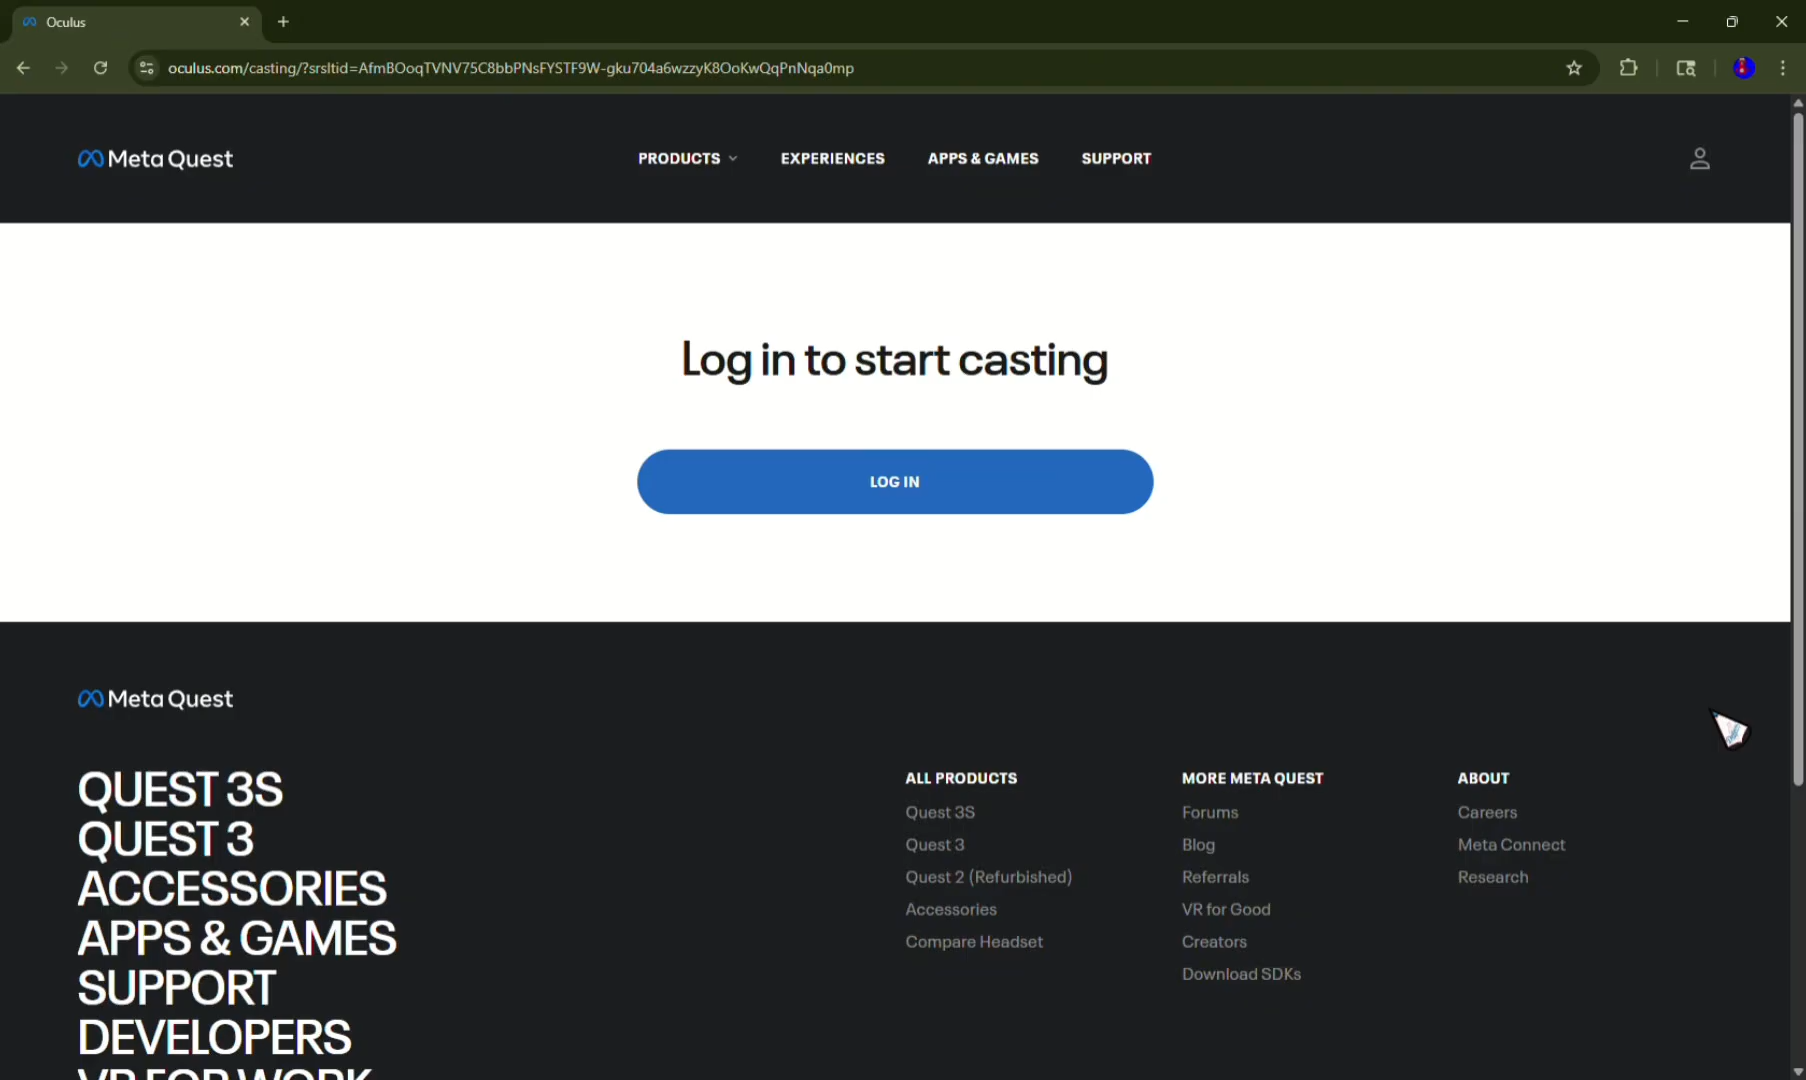 Oculus
oculus.com/casting/?srsltid=AfmBOoqTVNV75C8bbPNsFYSTF9W-gku704a6wzzyK8OoKwQqPnNqa0mp
Meta Quest
PRODUCTS
EXPERIENCES
APPS & GAMES
SUPPORT
Log in to start casting
LOG IN
Meta Quest
QUEST 3S
QUEST 3
ACCESSORIES
APPS & GAMES
SUPPORT
DEVELOPERS
VR FOR WORK
ALL PRODUCTS
Quest 3S
Quest 3
Quest 2 (Refurbished)
Accessories
Compare Headset
MORE META QUEST
Forums
Blog
Referrals
VR for Good
Creators
Download SDKs
ABOUT
Careers
Meta Connect
Research